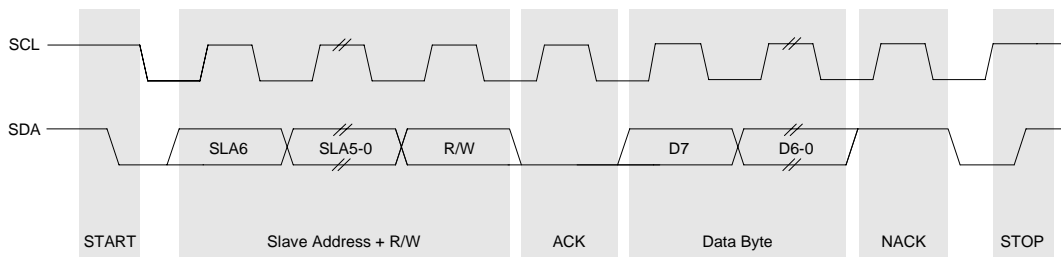 SCL
SDA
SLA6 SLA5-0 R/W D7 D6-0
START Slave Address + R/W ACK Data Byte NACK STOP